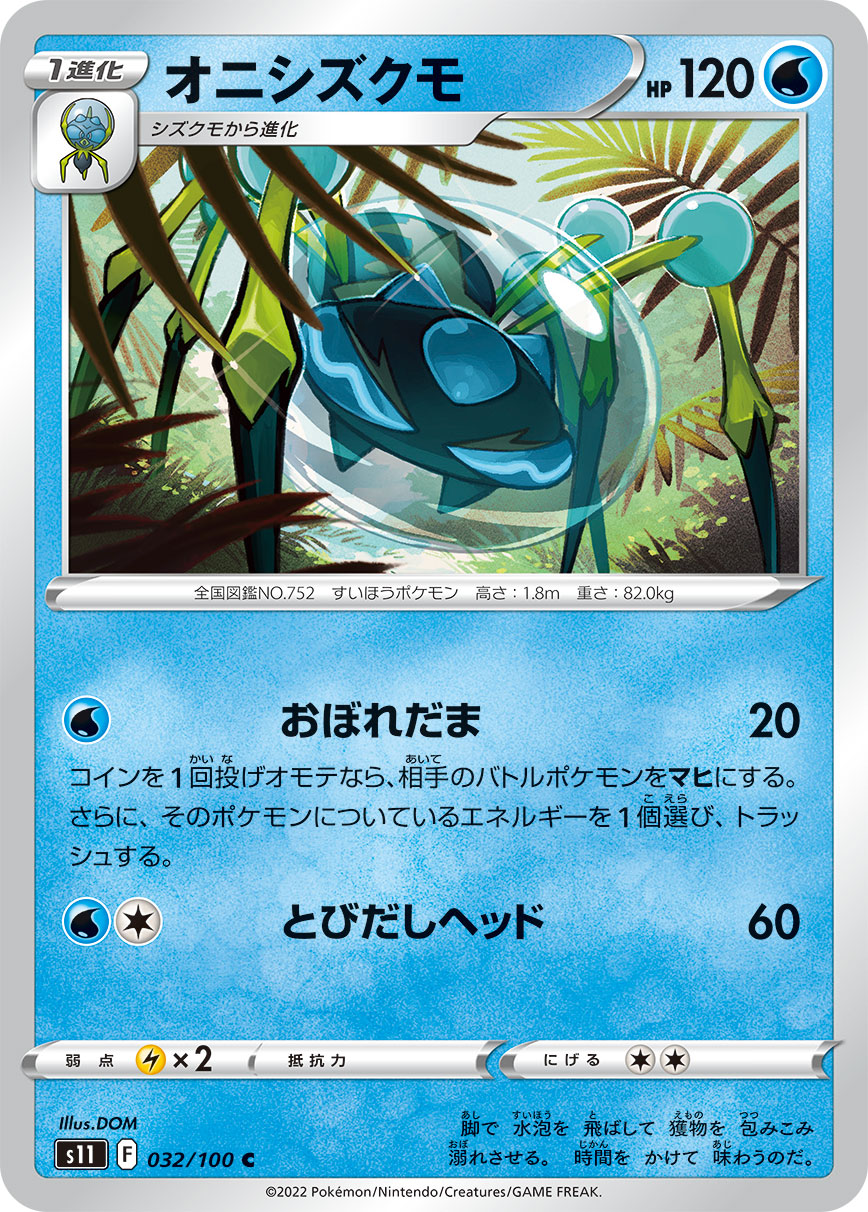 1進化 オニシズクモ HP 120
シズクモから進化
全国図鑑NO.752 すいほうポケモン 高さ:1.8m 重さ:82.0kg
おぼれだま 20
コインを1回投げオモテなら、相手のバトルポケモンをマヒにする。
さらに、そのポケモンについているエネルギーを1個選び、トラッ
シュする。
とびだしヘッド 60
弱点 ×2 抵抗力 にげる
Illus.DOM
脚で 水泡を 飛ばして 獲物を 包みこみ
溺れさせる。 時間を かけて 味わうのだ。
s11 F 032/100 C
©2022 Pokémon/Nintendo/Creatures/GAME FREAK.